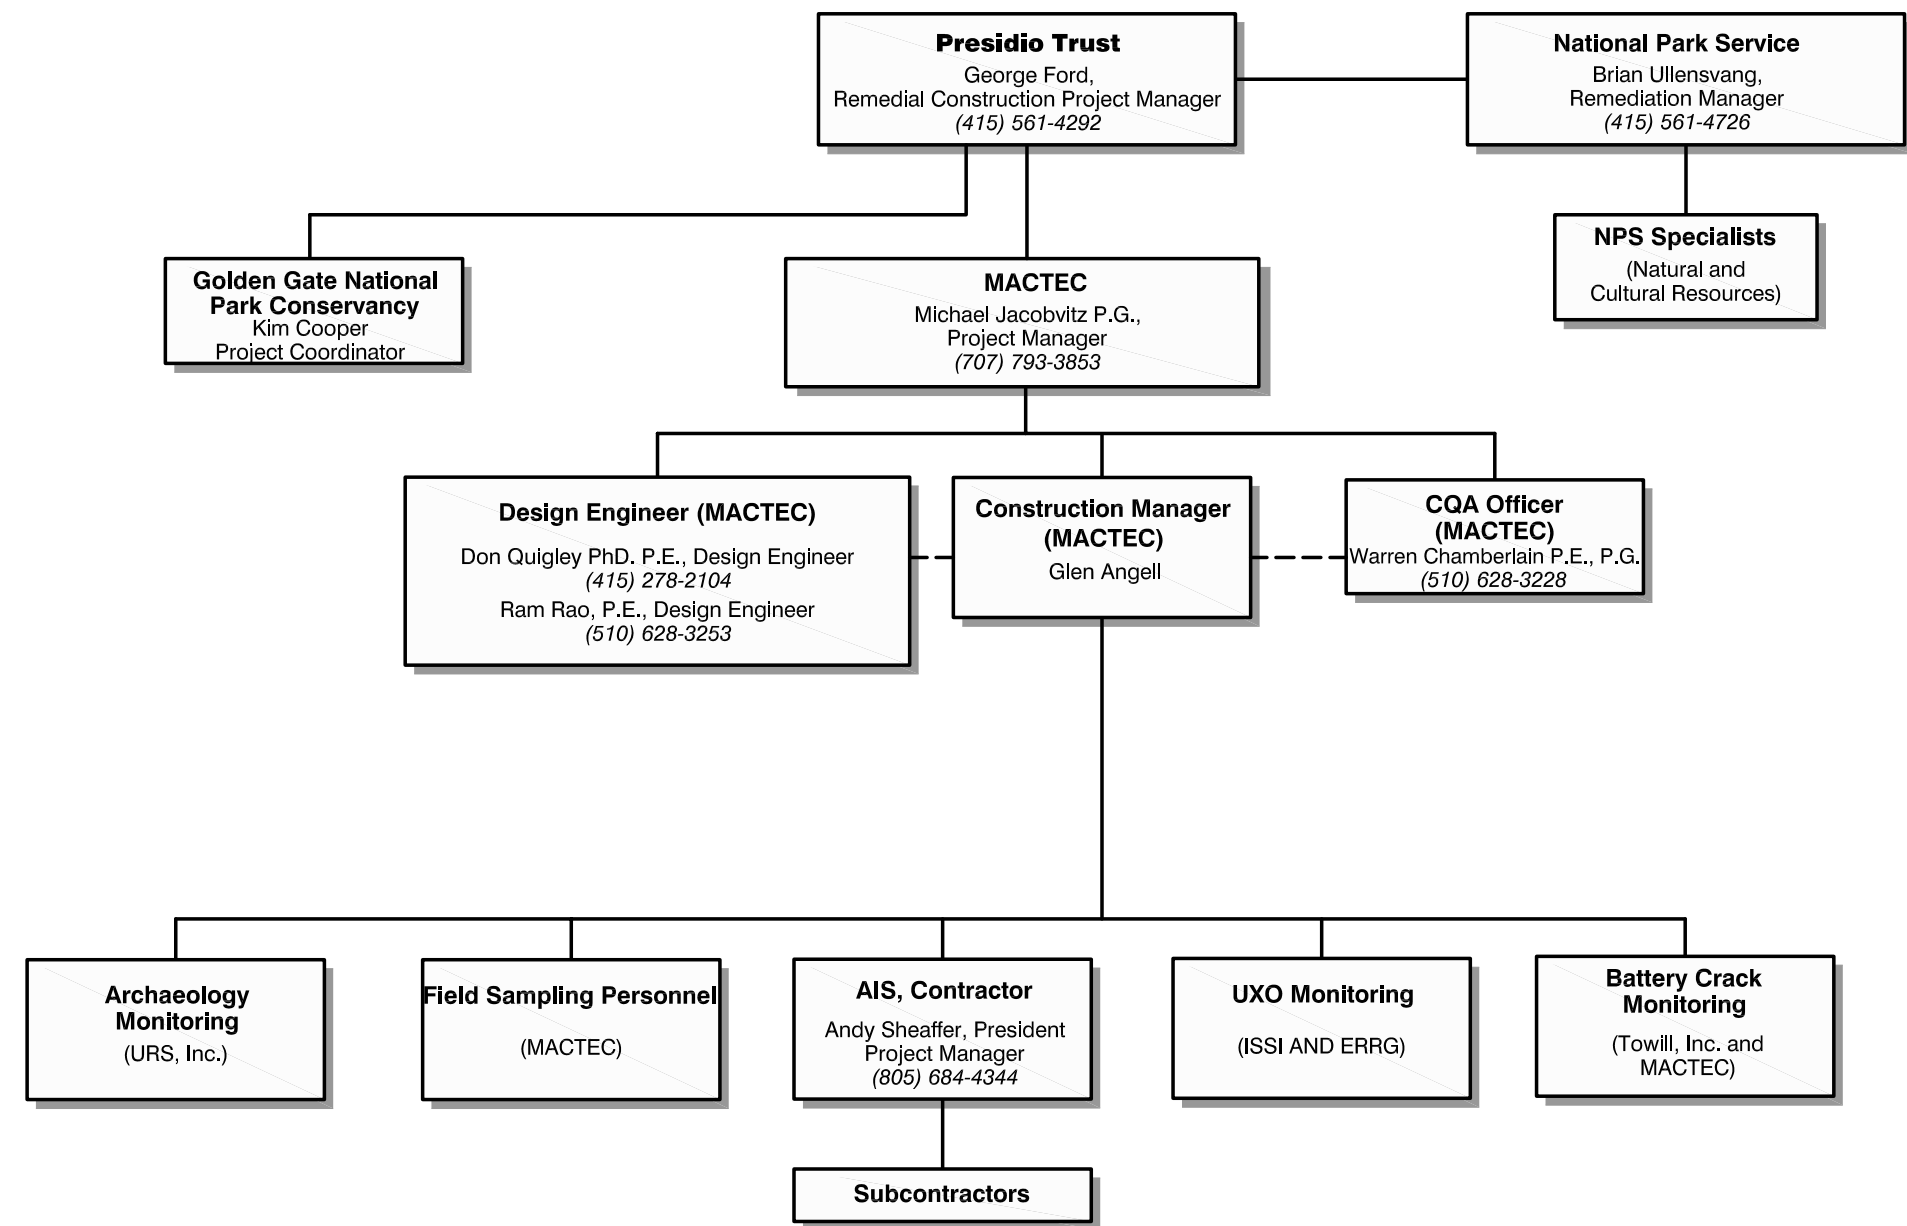 Presidio Trust
George Ford,
Remedial Construction Project Manager
(415) 561-4292
National Park Service
Brian Ullensvang,
Remediation Manager
(415) 561-4726
NPS Specialists
(Natural and
Cultural Resources)
Golden Gate National
Park Conservancy
Kim Cooper
Project Coordinator
MACTEC
Michael Jacobvitz P.G.,
Project Manager
(707) 793-3853
Design Engineer (MACTEC)
Don Quigley PhD. P.E., Design Engineer
(415) 278-2104
Ram Rao, P.E., Design Engineer
(510) 628-3253
Construction Manager
(MACTEC)
Glen Angell
CQA Officer
(MACTEC)
Warren Chamberlain P.E., P.G.
(510) 628-3228
Archaeology
Monitoring
(URS, Inc.)
Field Sampling Personnel
(MACTEC)
AIS, Contractor
Andy Sheaffer, President
Project Manager
(805) 684-4344
UXO Monitoring
(ISSI AND ERRG)
Battery Crack
Monitoring
(Towill, Inc. and
MACTEC)
Subcontractors